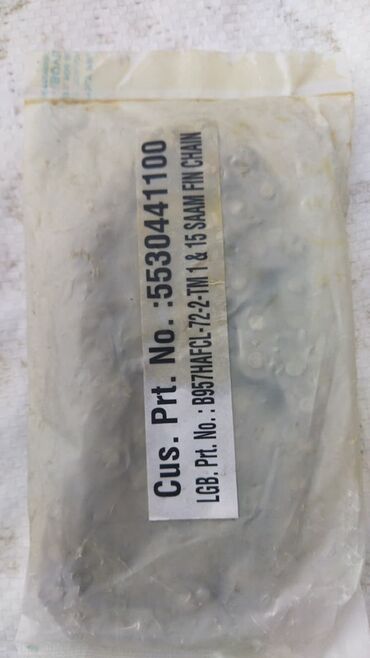 Cus. Prt. No. :5530441100
LGB. Prt. No. : B957HAFCL-72-2-TM 1 & 15 SAAM FIN CHAIN